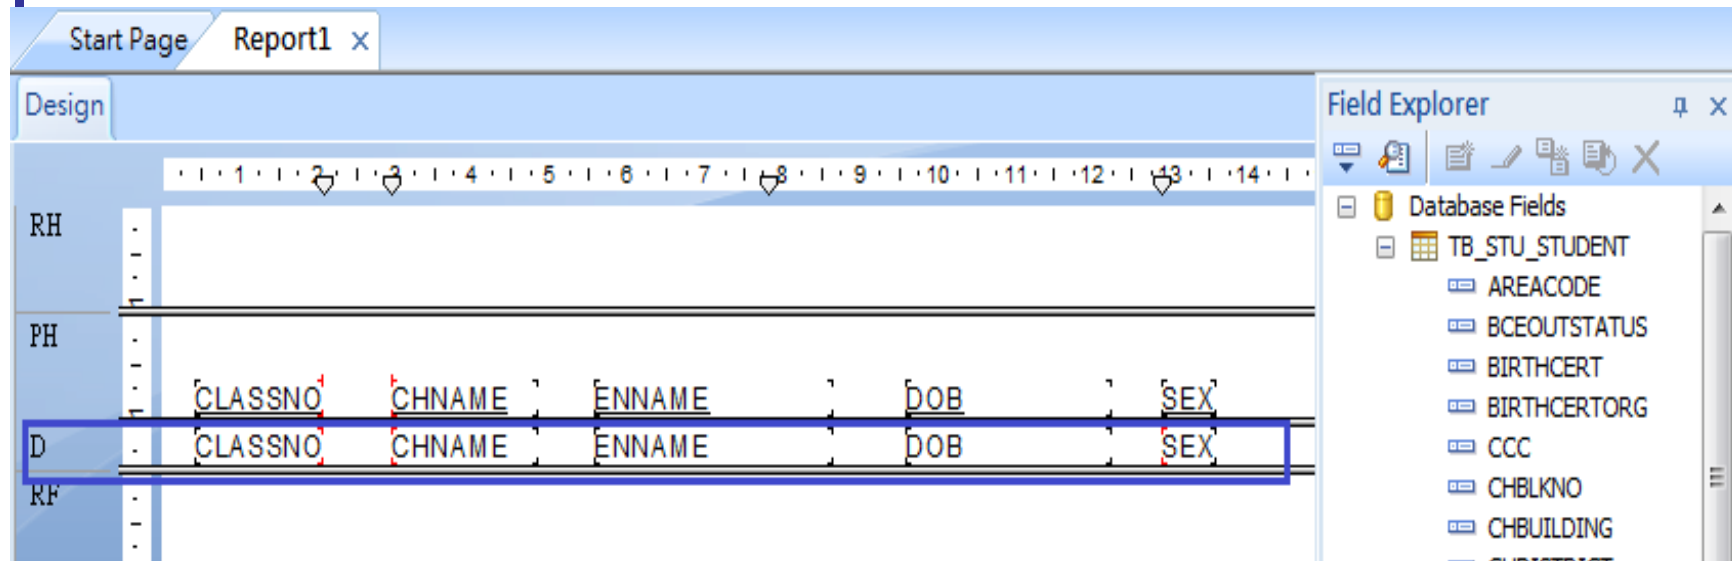 Start Page Report1
Design
Field Explorer
1 2 3 4 5 6 7 8 9 10 11 12 13 14
RH
Database Fields
TB_STU_STUDENT
AREACODE
PH
BCEOUTSTATUS
BIRTHCERT
CLASSNO CHNAME ENNAME DOB SEX
BIRTHCERTORG
D CLASSNO CHNAME ENNAME DOB SEX
CCC
RF
CHBLKNO
CHBUILDING